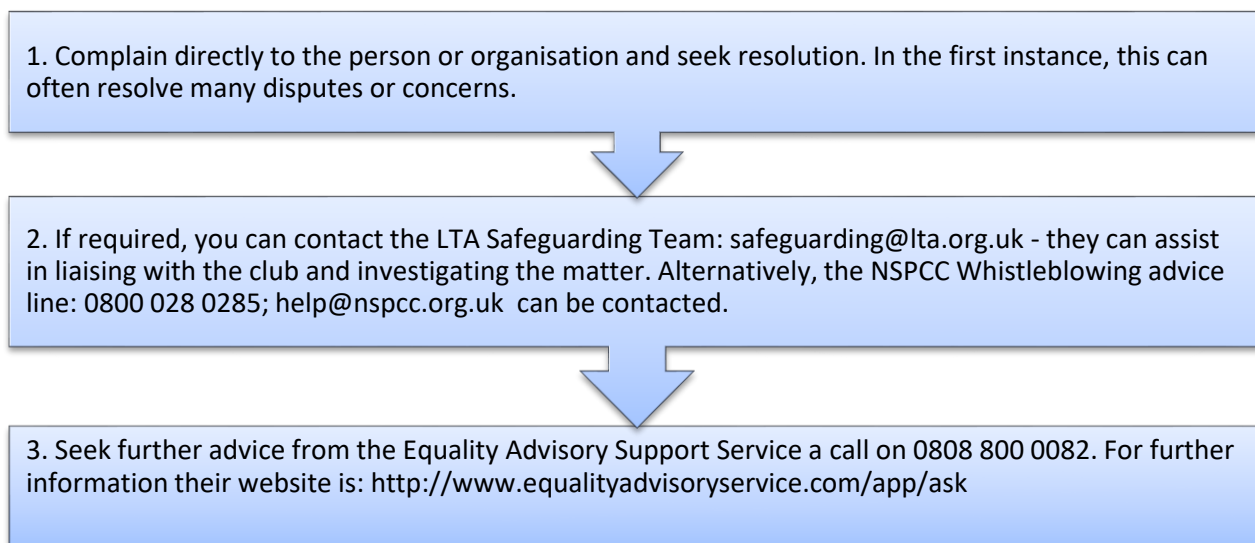 1. Complain directly to the person or organisation and seek resolution. In the first instance, this can
often resolve many disputes or concerns.
2. If required, you can contact the LTA Safeguarding Team: safeguarding@lta.org.uk - they can assist
in liaising with the club and investigating the matter. Alternatively, the NSPCC Whistleblowing advice
line: 0800 028 0285; help@nspcc.org.uk  can be contacted.
3. Seek further advice from the Equality Advisory Support Service a call on 0808 800 0082. For further
information their website is: http://www.equalityadvisoryservice.com/app/ask